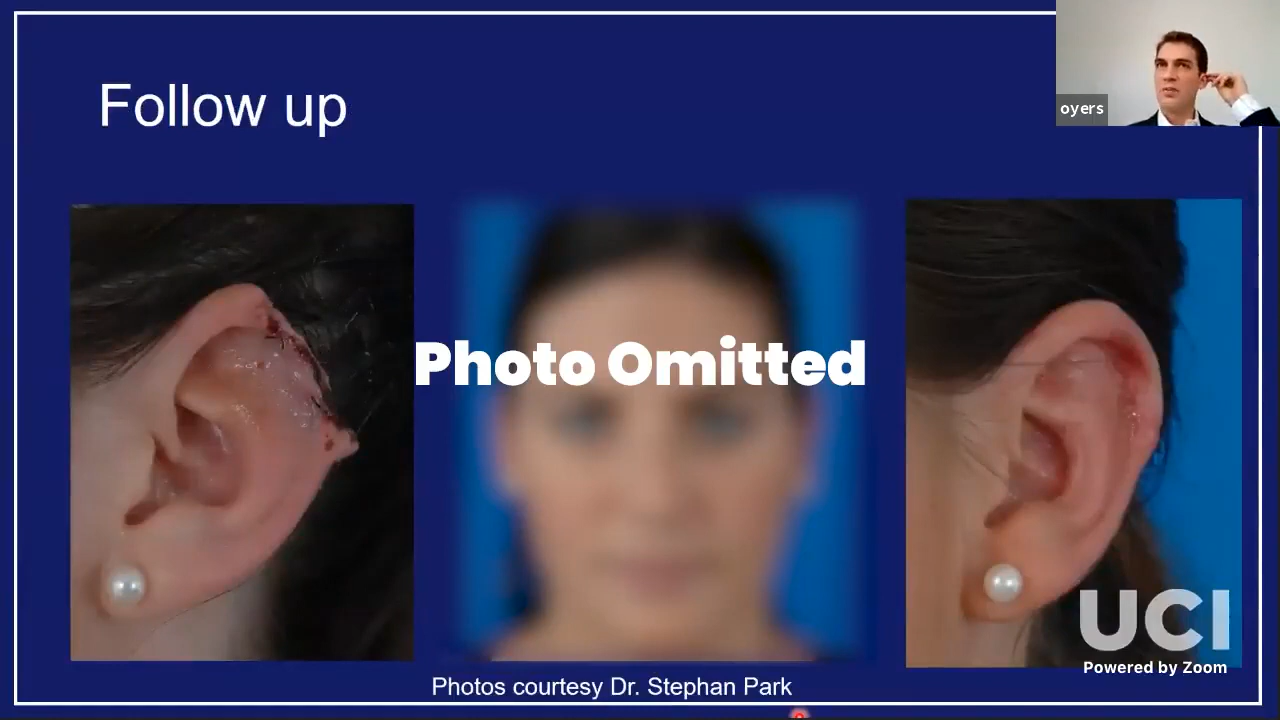 Follow up
oyers
Photo Omitted
UCI
Powered by Zoom
Photos courtesy Dr. Stephan Park